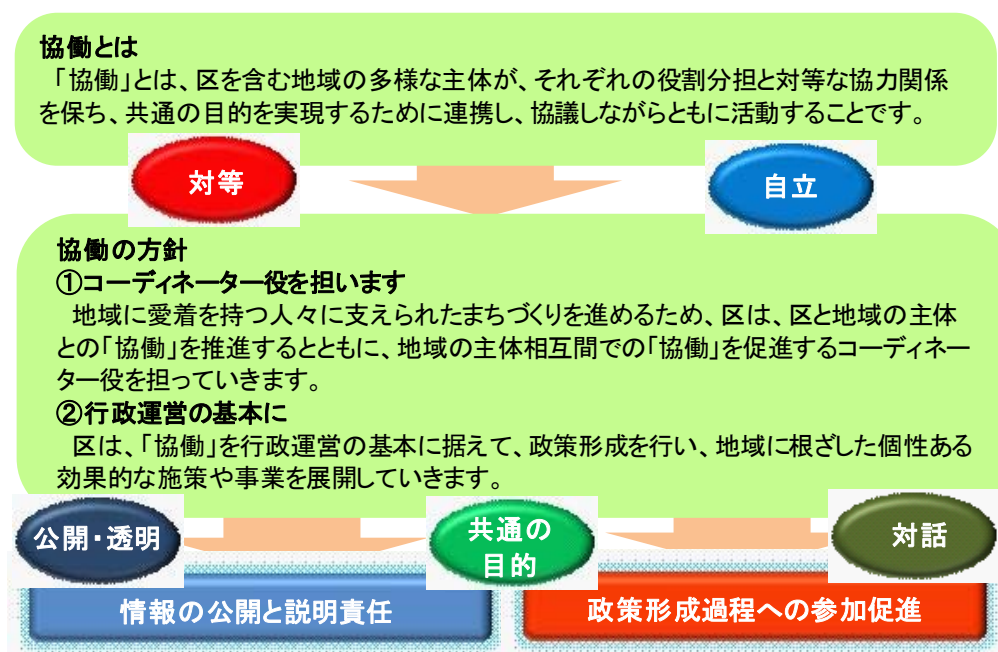 協働とは
「協働」とは、区を含む地域の多様な主体が、それぞれの役割分担と対等な協力関係
を保ち、共通の目的を実現するために連携し、協議しながらともに活動することです。
対等
自立
協働の方針
①コーディネーター役を担います
地域に愛着を持つ人々に支えられたまちづくりを進めるため、区は、区と地域の主体
との「協働」を推進するとともに、地域の主体相互間での「協働」を促進するコーディネー
ター役を担っていきます。
②行政運営の基本に
区は、「協働」を行政運営の基本に据えて、政策形成を行い、地域に根ざした個性ある
効果的な施策や事業を展開していきます。
公開・透明
共通の
目的
対話
情報の公開と説明責任
政策形成過程への参加促進